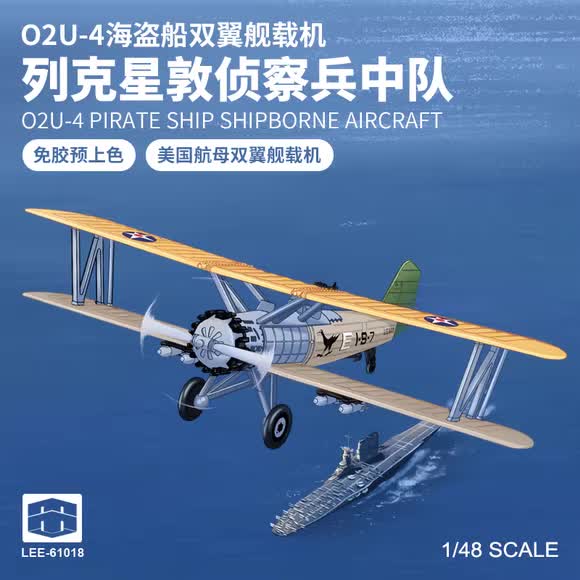 O2U-4海盗船双翼舰载机
列克星敦侦察兵中队
O2U-4 PIRATE SHIP SHIPBORNE AIRCRAFT
免胶预上色
美国航母双翼舰载机
E 1-B-7
LEE-61018
1/48 SCALE